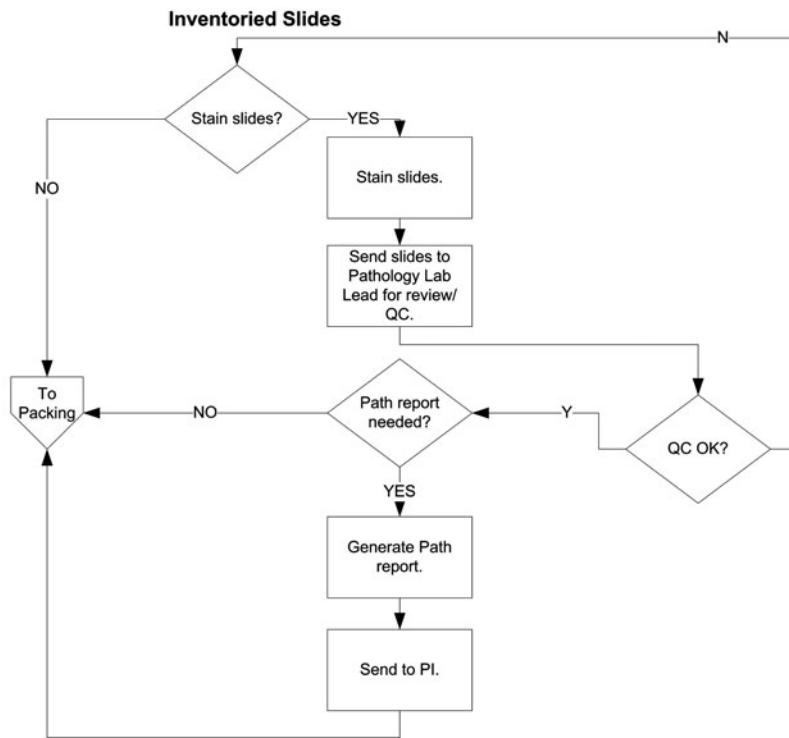 Inventoried Slides
N
Stain slides?
YES
Stain slides.
NO
Send slides to
Pathology Lab
Lead for review/
QC.
To
Packing
NO
Path report
needed?
Y
QC OK?
YES
Generate Path
report.
Send to PI.